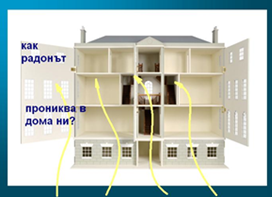 как
радонът
прониква в
дома ни?